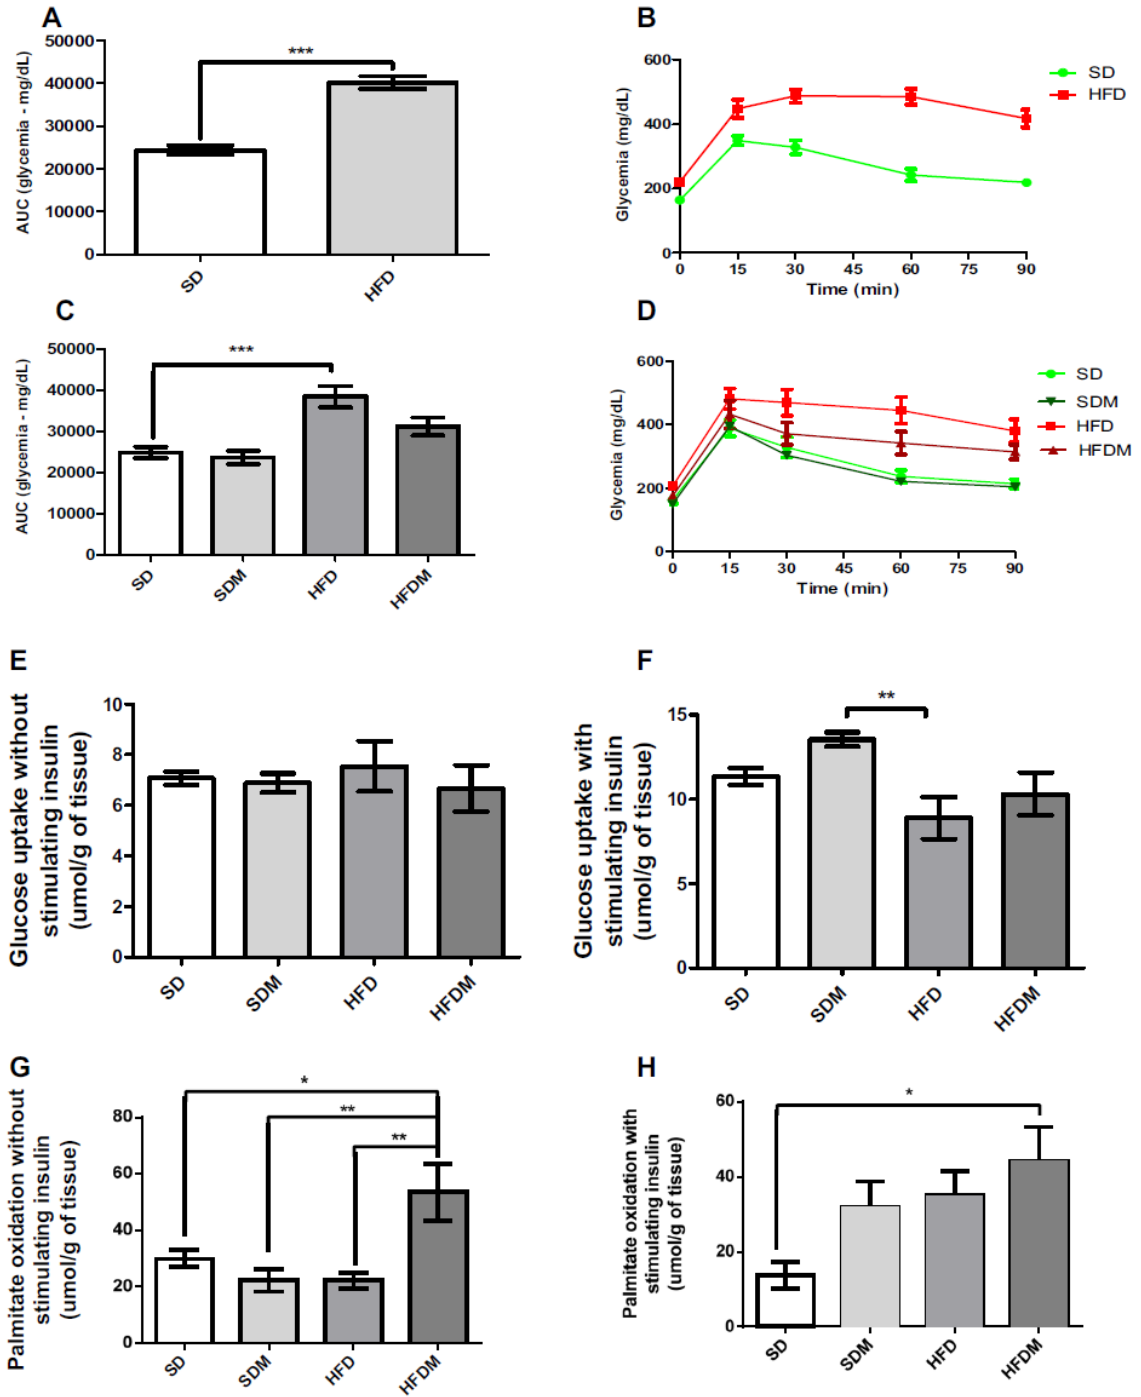 A
AUC (glycemia - mg/dL)
50000
40000
30000
20000
10000
0
***
SD
HFD
B
Glycemia (mg/dL)
600
400
200
0
0 15 30 45 60 75 90
Time (min)
SD
HFD
C
AUC (glycemia - mg/dL)
50000
40000
30000
20000
10000
0
***
SD
SDM
HFD
HFDM
D
Glycemia (mg/dL)
600
400
200
0
0 15 30 45 60 75 90
Time (min)
SD
SDM
HFD
HFDM
E
Glucose uptake without
stimulating insulin
(umol/g of tissue)
10
8
6
4
2
0
SD
SDM
HFD
HFDM
F
Glucose uptake with
stimulating insulin
(umol/g of tissue)
15
10
5
0
**
SD
SDM
HFD
HFDM
G
Palmitate oxidation without
stimulating insulin
(umol/g of tissue)
80
60
40
20
0
*
**
**
SD
SDM
HFD
HFDM
H
Palmitate oxidation with
stimulating insulin
(umol/g of tissue)
60
40
20
0
*
SD
SDM
HFD
HFDM